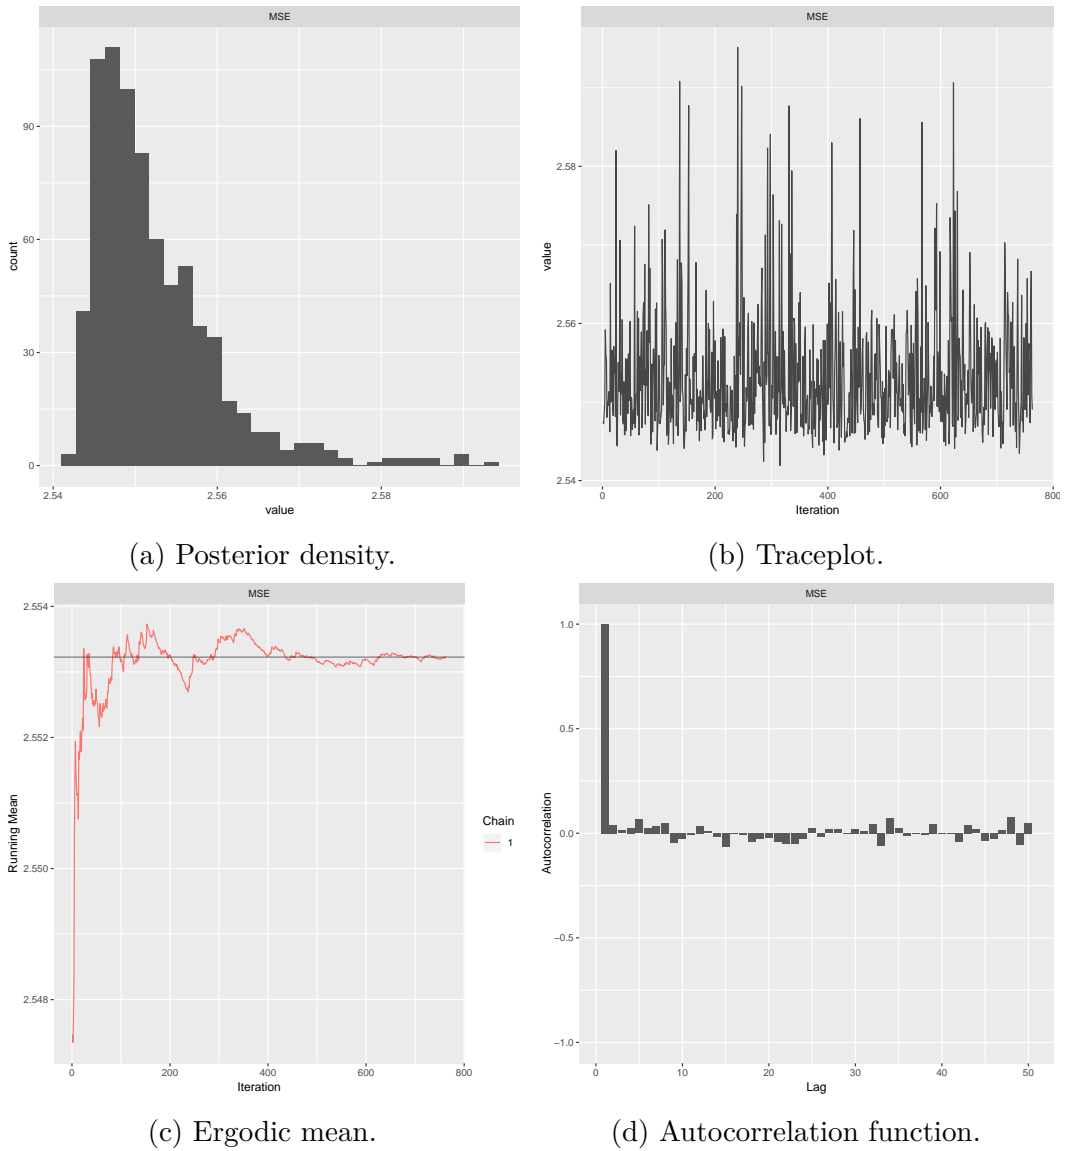 MSE
count
90
60
30
0
2.54
2.56
2.58
value
(a) Posterior density.
MSE
value
2.58
2.56
2.54
0
200
400
600
800
Iteration
(b) Traceplot.
MSE
Running Mean
2.554
2.552
2.550
2.548
0
200
400
600
800
Iteration
Chain
1
(c) Ergodic mean.
MSE
Autocorrelation
1.0
0.5
0.0
−0.5
−1.0
0
10
20
30
40
50
Lag
(d) Autocorrelation function.